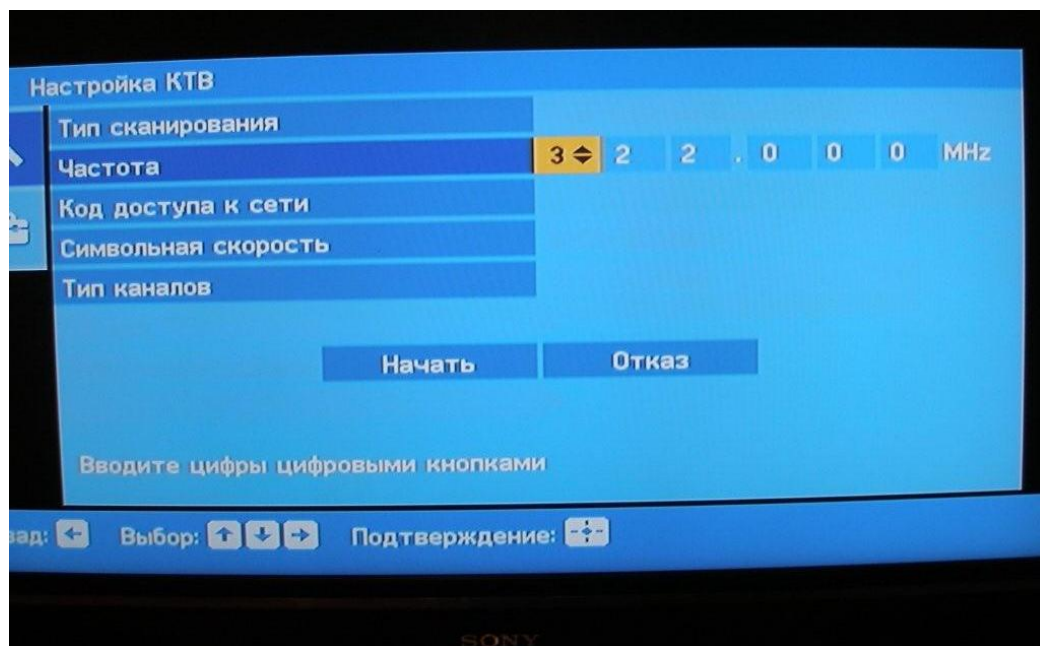 Настройка КТВ
Тип сканирования
Частота 3 2 2 . 0 0 0 MHz
Код доступа к сети
Символьная скорость
Тип каналов
Начать Отказ
Вводите цифры цифровыми кнопками
зад: Выбор: Подтверждение:
SONY